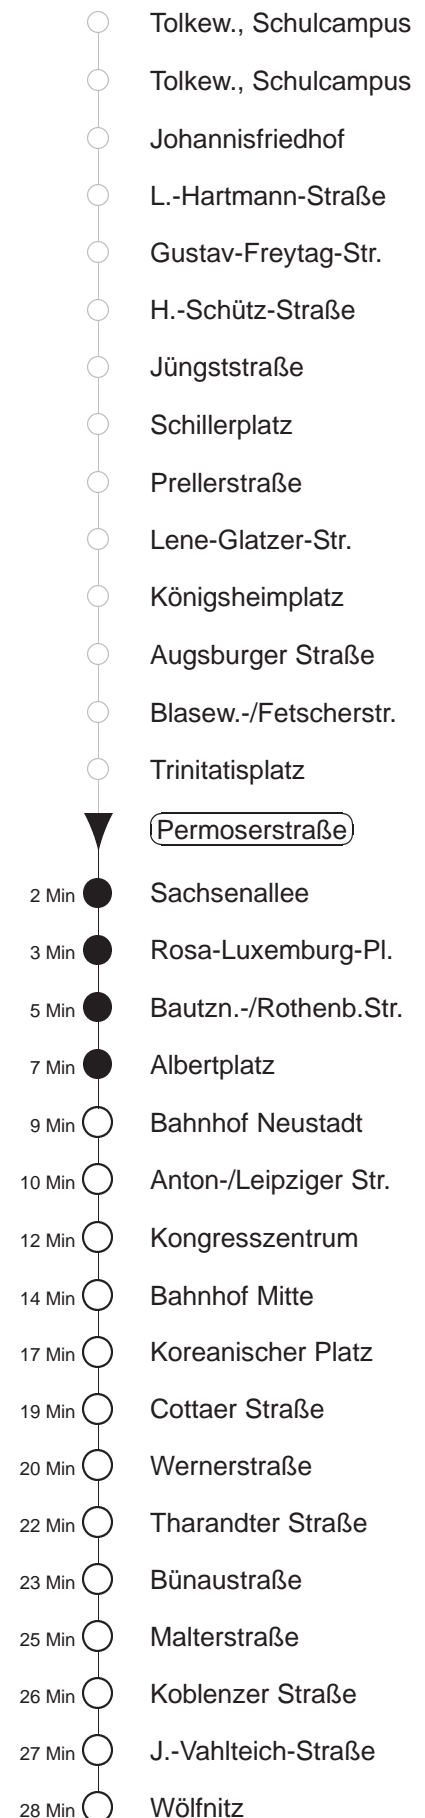 Tolkew., Schulcampus
Tolkew., Schulcampus
Johannisfriedhof
L.-Hartmann-Straße
Gustav-Freytag-Str.
H.-Schütz-Straße
Jüngststraße
Schillerplatz
Prellerstraße
Lene-Glatzer-Str.
Königsheimplatz
Augsburger Straße
Blasew.-/Fetscherstr.
Trinitatisplatz
Permoserstraße
2 Min Sachsenallee
3 Min Rosa-Luxemburg-Pl.
5 Min Bautzn.-/Rothenb.Str.
7 Min Albertplatz
9 Min Bahnhof Neustadt
10 Min Anton-/Leipziger Str.
12 Min Kongresszentrum
14 Min Bahnhof Mitte
17 Min Koreanischer Platz
19 Min Cottaer Straße
20 Min Wernerstraße
22 Min Tharandter Straße
23 Min Bünaustraße
25 Min Malterstraße
26 Min Koblenzer Straße
27 Min J.-Vahlteich-Straße
28 Min Wölfnitz